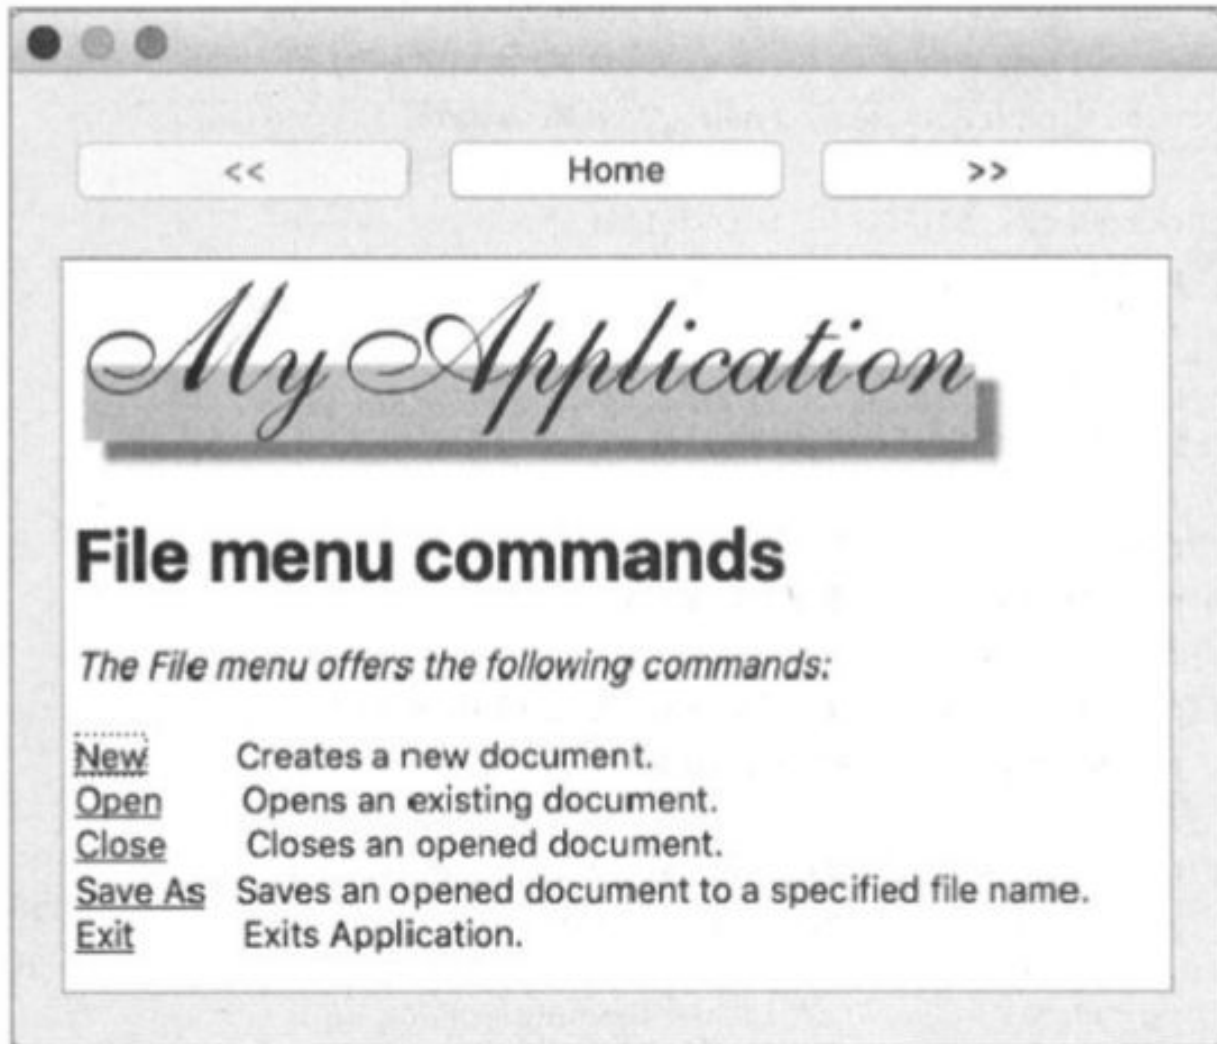 << Home >>
My Application
File menu commands
The File menu offers the following commands:
New Creates a new document.
Open Opens an existing document.
Close Closes an opened document.
Save As Saves an opened document to a specified file name.
Exit Exits Application.